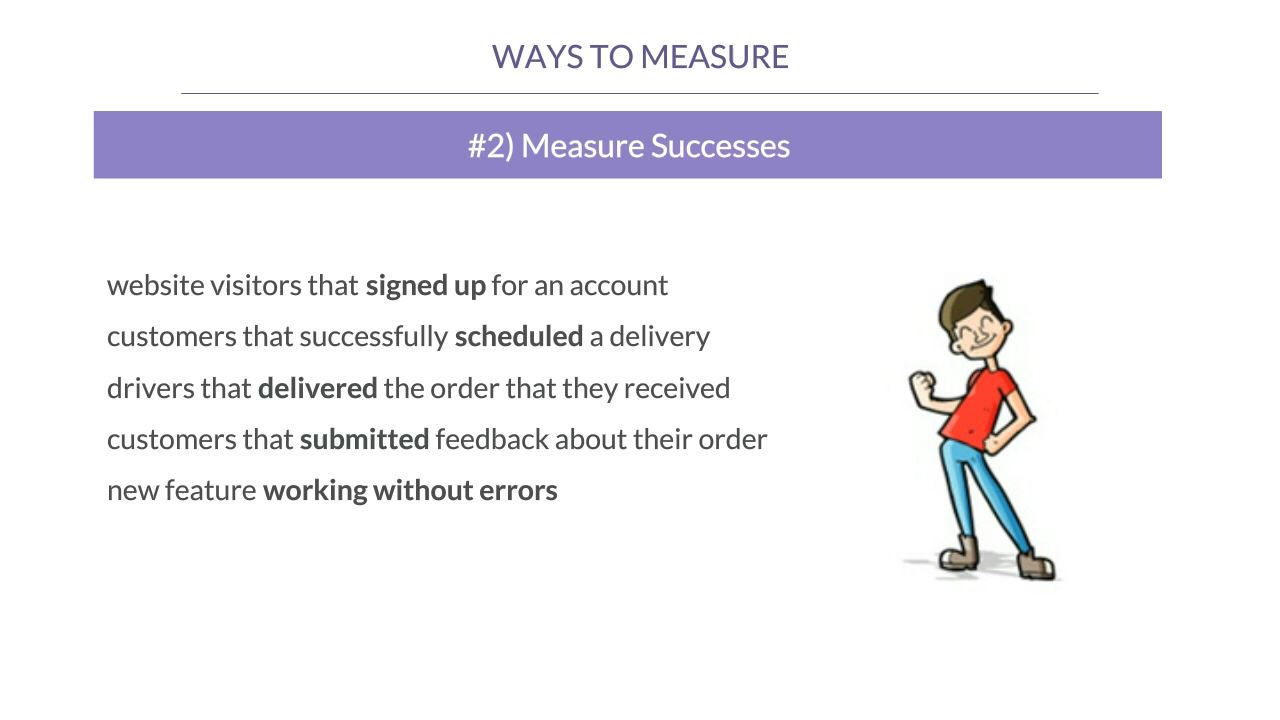 WAYS TO MEASURE
#2) Measure Successes
website visitors that signed up for an account
customers that successfully scheduled a delivery
drivers that delivered the order that they received
customers that submitted feedback about their order
new feature working without errors